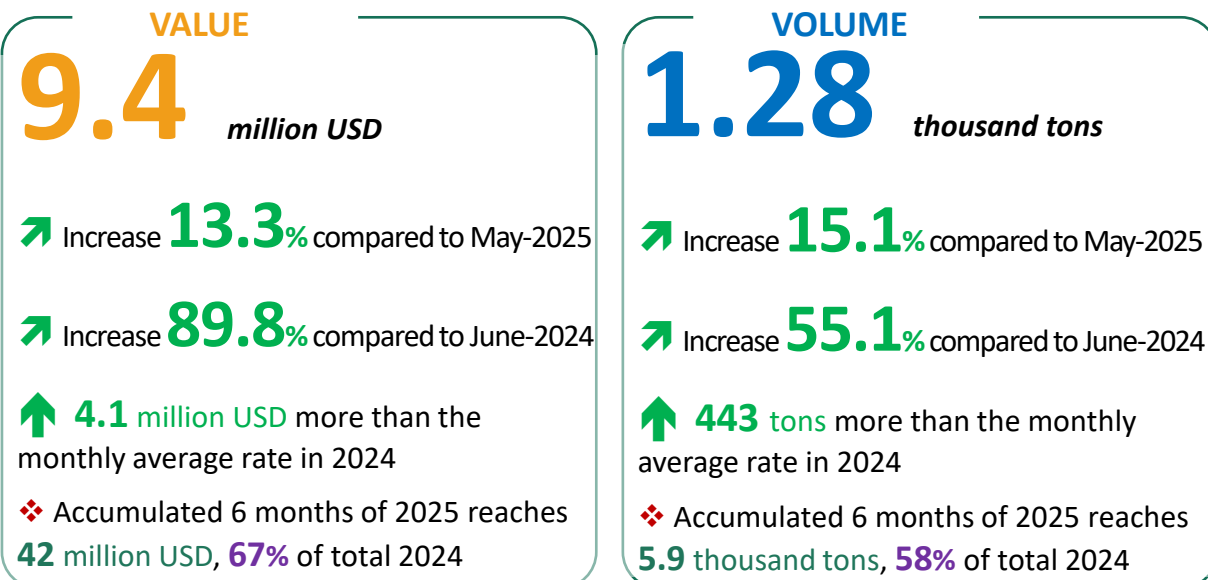 VALUE
9.4 million USD
Increase 13.3% compared to May-2025
Increase 89.8% compared to June-2024
4.1 million USD more than the
monthly average rate in 2024
Accumulated 6 months of 2025 reaches
42 million USD, 67% of total 2024
VOLUME
1.28 thousand tons
Increase 15.1% compared to May-2025
Increase 55.1% compared to June-2024
443 tons more than the monthly
average rate in 2024
Accumulated 6 months of 2025 reaches
5.9 thousand tons, 58% of total 2024